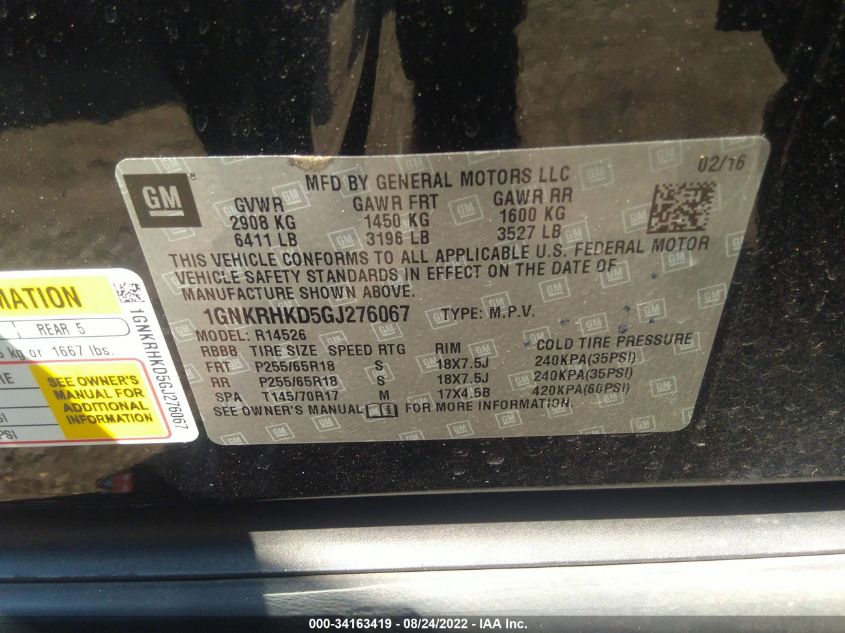 GM
MFD BY GENERAL MOTORS LLC
02/16
GVWR GAWR FRT GAWR RR
2908 KG 1450 KG 1600 KG
6411 LB 3196 LB 3527 LB
THIS VEHICLE CONFORMS TO ALL APPLICABLE U.S. FEDERAL MOTOR
VEHICLE SAFETY STANDARDS IN EFFECT ON THE DATE OF
MANUFACTURE SHOWN ABOVE.
1GNKRHKD5GJ276067 TYPE: M.P.V.
MODEL: R14526
RBBB TIRE SIZE SPEED RTG RIM COLD TIRE PRESSURE
FRT P255/65R18 S 18X7.5J 240KPA(35PSI)
RR P255/65R18 S 18X7.5J 240KPA(35PSI)
SPA T145/70R17 M 17X4.5B 420KPA(60PSI)
SEE OWNER'S MANUAL FOR MORE INFORMATION.
MATION
REAR 5
kg or 1667 lbs.
SEE OWNER'S
MANUAL FOR
ADDITIONAL
INFORMATION
PSI
1GNKRHKD5GJ276067
000-34163419 - 08/24/2022 - IAA Inc.